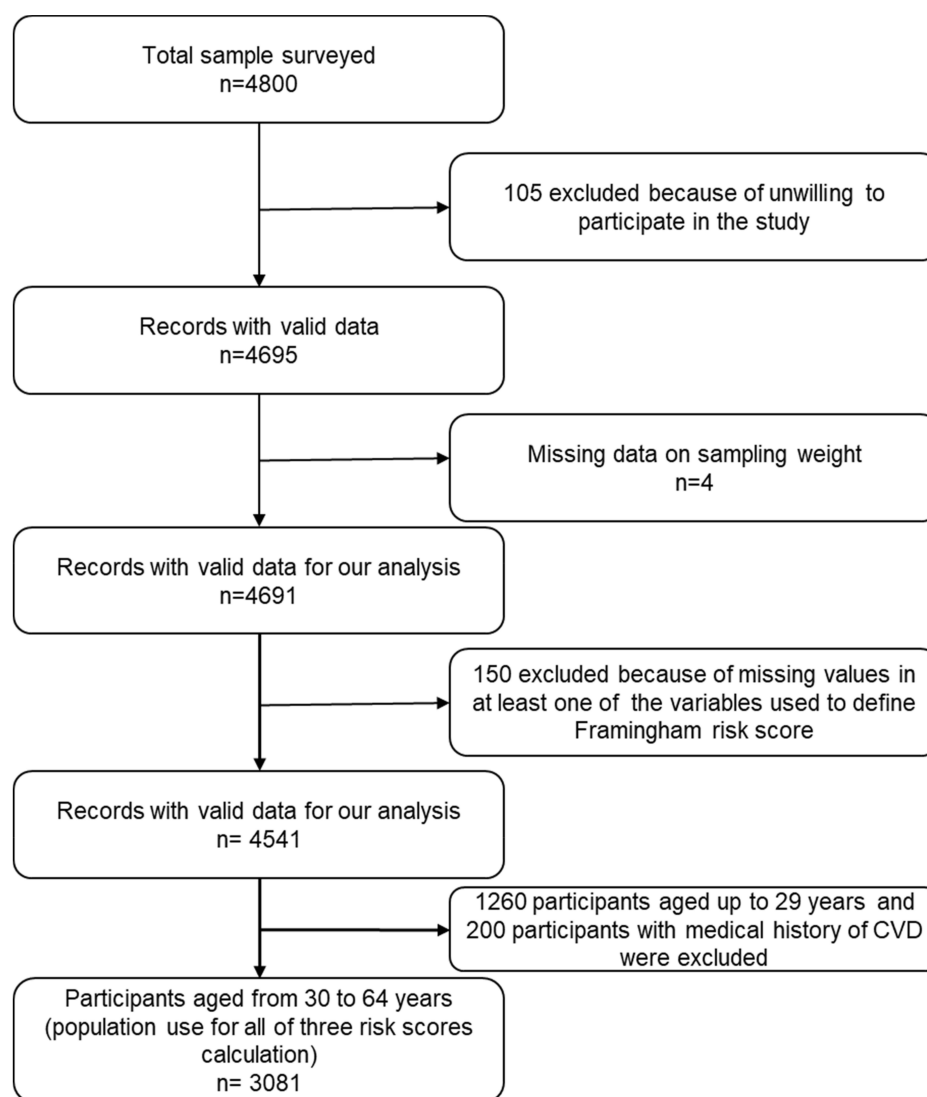 Total sample surveyed
n=4800
105 excluded because of unwilling to
participate in the study
Records with valid data
n=4695
Missing data on sampling weight
n=4
Records with valid data for our analysis
n=4691
150 excluded because of missing values in
at least one of the variables used to define
Framingham risk score
Records with valid data for our analysis
n= 4541
1260 participants aged up to 29 years and
200 participants with medical history of CVD
were excluded
Participants aged from 30 to 64 years
(population use for all of three risk scores
calculation)
n= 3081